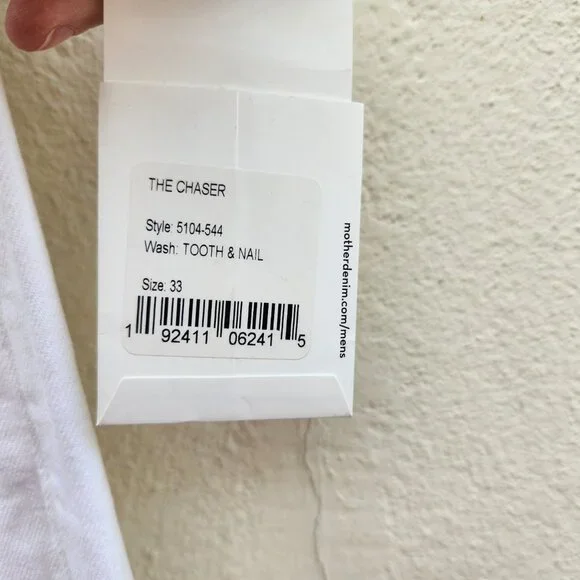 THE CHASER
Style: 5104-544
Wash: TOOTH & NAIL
Size: 33
1 92411 06241 5
motherdenim.com/mens